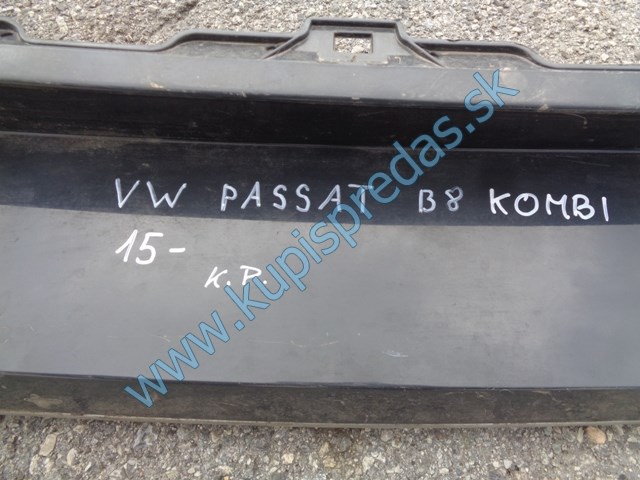 VW PASSAT B8 KOMBI
15-
K.P.
www.kupispredas.sk